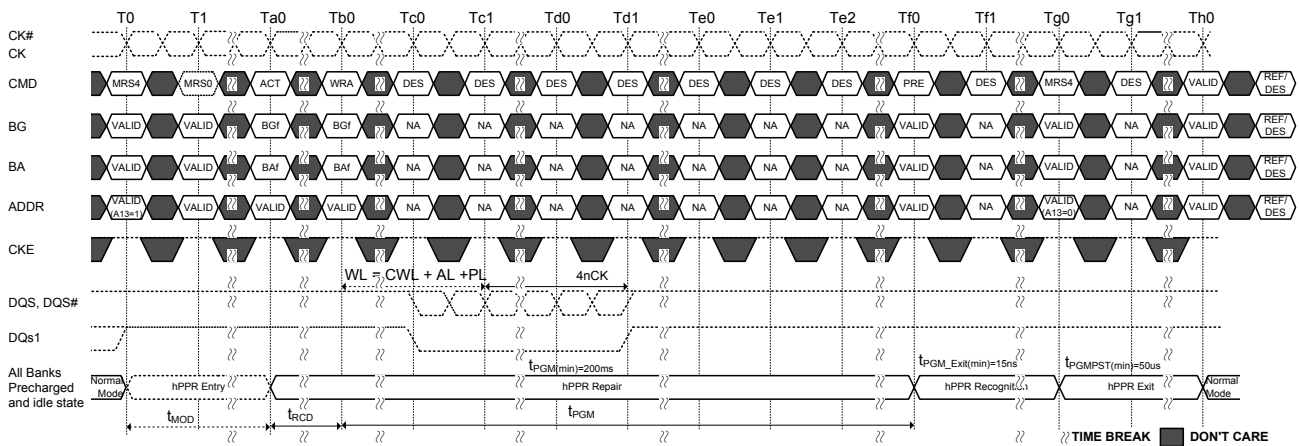 T0 T1 Ta0 Tb0 Tc0 Tc1 Td0 Td1 Te0 Te1 Te2 Tf0 Tf1 Tg0 Tg1 Th0
CK#
CK
CMD MRS4 MRS0 ACT WRA DES DES DES DES DES DES DES PRE DES MRS4 DES VALID REF/
DES
BG VALID VALID BGf BGf NA NA NA NA NA NA NA VALID NA VALID NA VALID REF/
DES
BA VALID VALID BAf BAf NA NA NA NA NA NA NA VALID NA VALID NA VALID REF/
DES
ADDR VALID (A13=1) VALID VALID VALID NA NA NA NA NA NA NA VALID NA VALID (A13=0) NA VALID REF/
DES
CKE
WL = CWL + AL +PL 4nCK
DQS, DQS#
DQs1
tPGM(min)=200ms tPGM_Exit(min)=15ns tPGMPST(min)=50us
All Banks
Precharged
and idle state
Normal
Mode
hPPR Entry hPPR Repair hPPR Recognition hPPR Exit
Normal
Mode
tMOD tRCD tPGM
TIME BREAK DON'T CARE